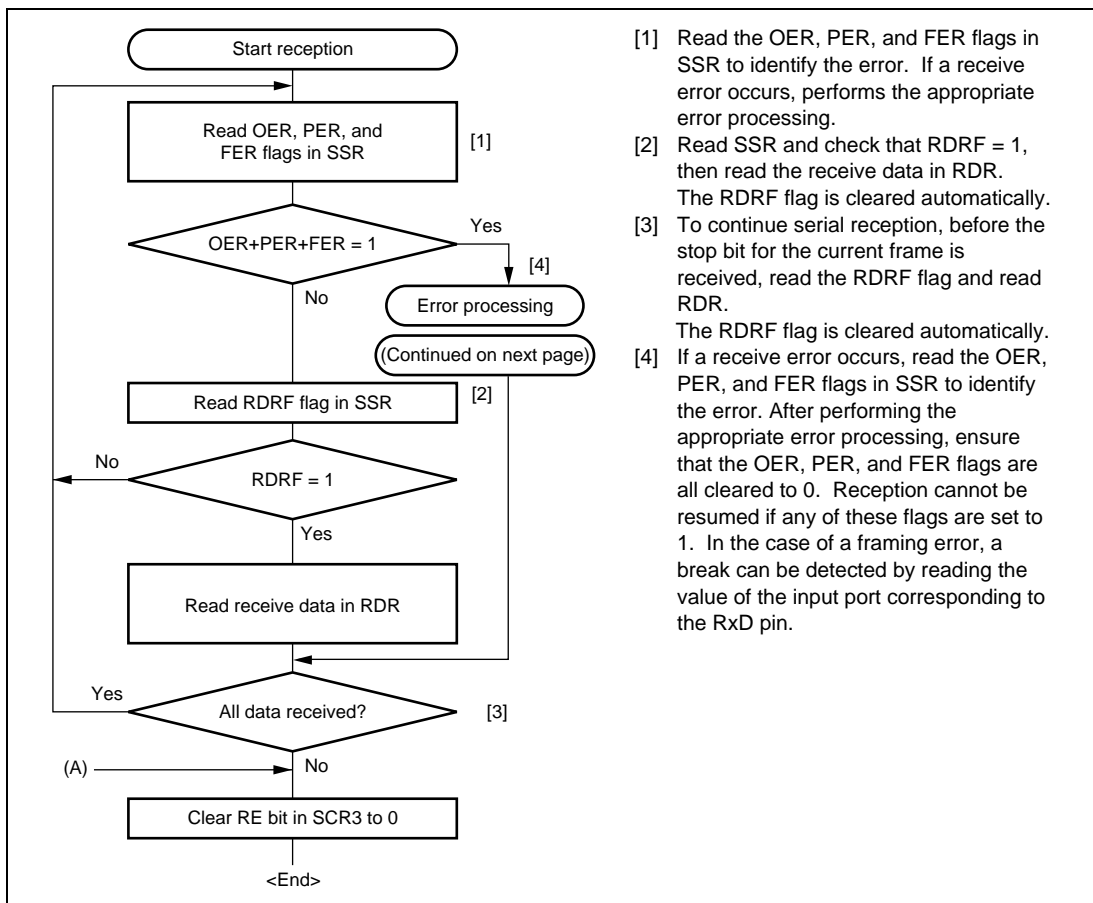 Start reception
Read OER, PER, and
FER flags in SSR
[1]
OER+PER+FER = 1
Yes
[4]
No
Error processing
(Continued on next page)
Read RDRF flag in SSR
[2]
No
RDRF = 1
Yes
Read receive data in RDR
Yes
All data received?
[3]
(A)
No
Clear RE bit in SCR3 to 0
<End>
[1] Read the OER, PER, and FER flags in
SSR to identify the error. If a receive
error occurs, performs the appropriate
error processing.
[2] Read SSR and check that RDRF = 1,
then read the receive data in RDR.
The RDRF flag is cleared automatically.
[3] To continue serial reception, before the
stop bit for the current frame is
received, read the RDRF flag and read
RDR.
The RDRF flag is cleared automatically.
[4] If a receive error occurs, read the OER,
PER, and FER flags in SSR to identify
the error. After performing the
appropriate error processing, ensure
that the OER, PER, and FER flags are
all cleared to 0. Reception cannot be
resumed if any of these flags are set to
1. In the case of a framing error, a
break can be detected by reading the
value of the input port corresponding to
the RxD pin.